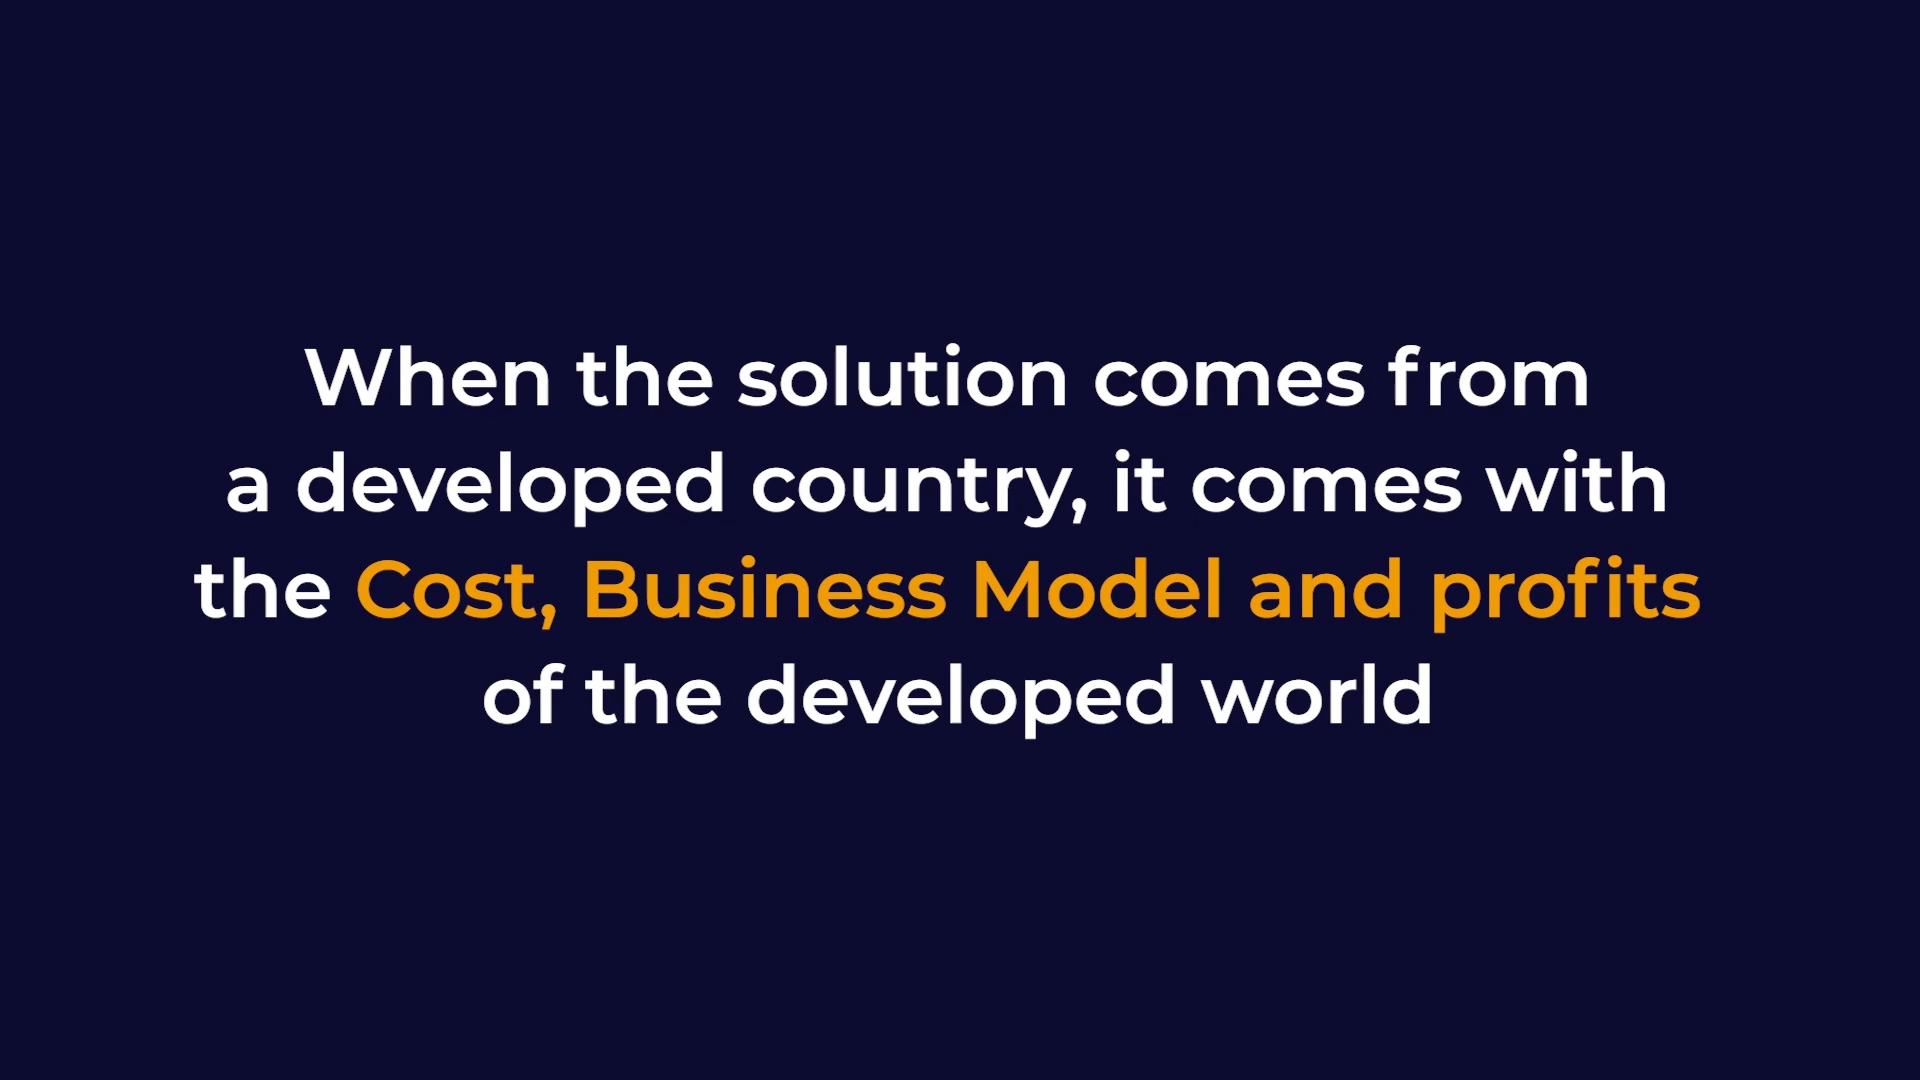 When the solution comes from
a developed country, it comes with
the Cost, Business Model and profits
of the developed world